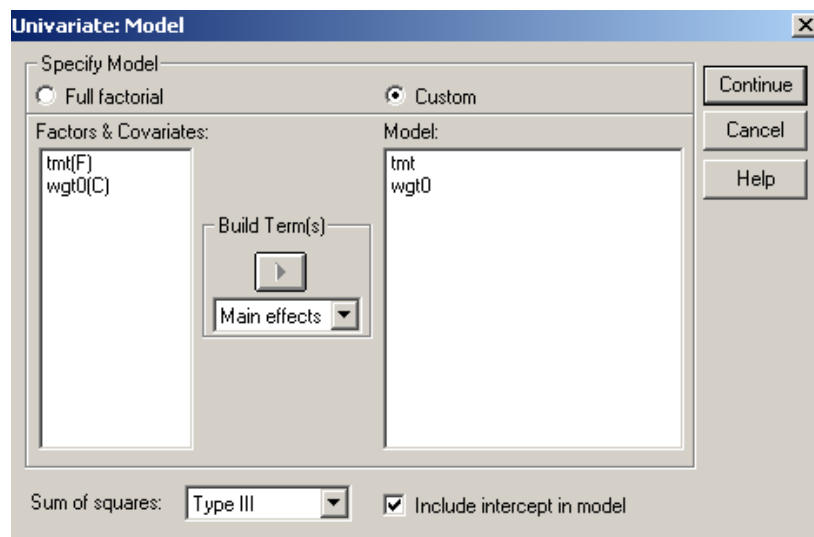 Univariate: Model
Specify Model
Full factorial
Custom
Continue
Cancel
Help
Factors & Covariates:
Model:
tmt(F)
wgt0(C)
tmt
wgt0
Build Term(s)
Main effects
Sum of squares:
Type III
Include intercept in model